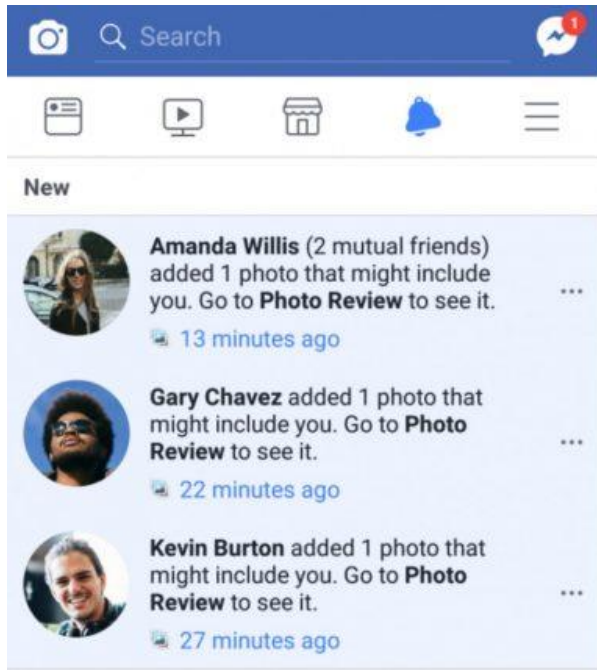 1
Search
New
Amanda Willis (2 mutual friends)
added 1 photo that might include
you. Go to Photo Review to see it.
13 minutes ago
Gary Chavez added 1 photo that
might include you. Go to Photo
Review to see it.
22 minutes ago
Kevin Burton added 1 photo that
might include you. Go to Photo
Review to see it.
27 minutes ago